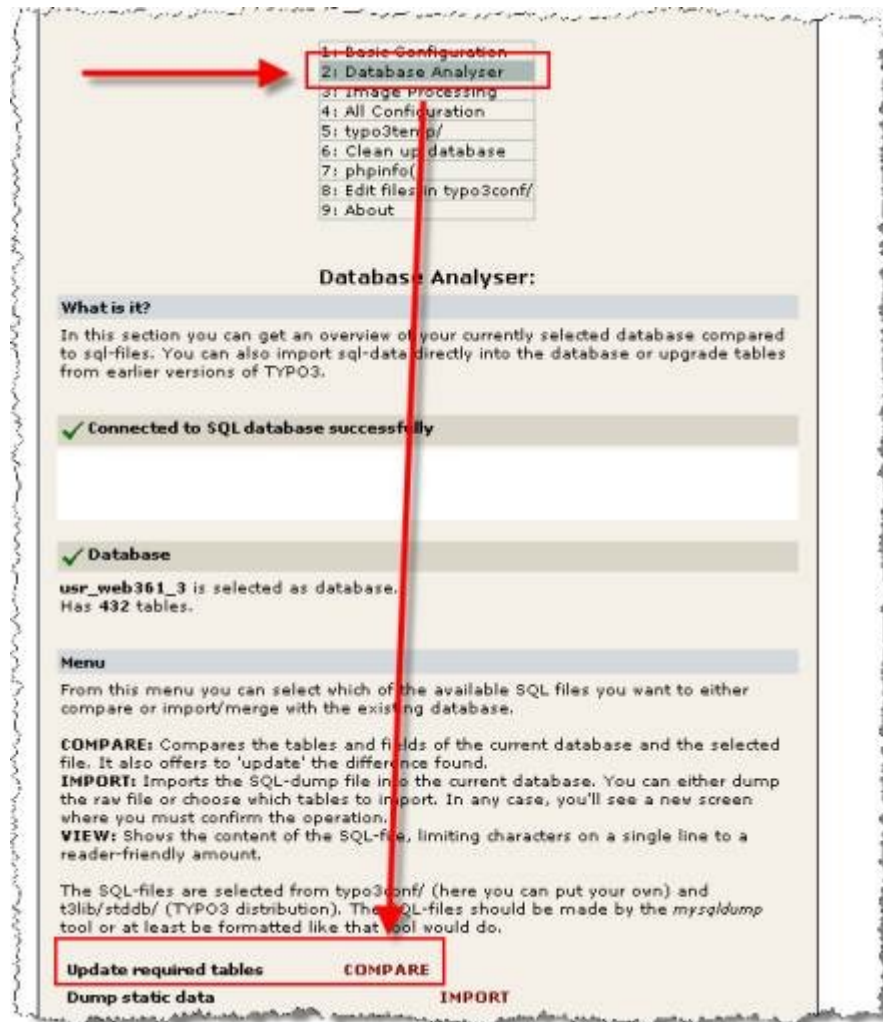 1: Basic Configuration
2: Database Analyser
3: Image Processing
4: All Configuration
5: typo3temp/
6: Clean up database
7: phpinfo(
8: Edit files in typo3conf/
9: About
Database Analyser:
What is it?
In this section you can get an overview of your currently selected database compared
to sql-files. You can also import sql-data directly into the database or upgrade tables
from earlier versions of TYPO3.
Connected to SQL database successfully
Database
usr_web361_3 is selected as database.
Has 432 tables.
Menu
From this menu you can select which of the available SQL files you want to either
compare or import/merge with the existing database.
COMPARE: Compares the tables and fields of the current database and the selected
file. It also offers to 'update' the difference found.
IMPORT: Imports the SQL-dump file into the current database. You can either dump
the raw file or choose which tables to import. In any case, you'll see a new screen
where you must confirm the operation.
VIEW: Shows the content of the SQL-file, limiting characters on a single line to a
reader-friendly amount.
The SQL-files are selected from typo3conf/ (here you can put your own) and
t3lib/stddb/ (TYPO3 distribution). The SQL-files should be made by the mysqldump
tool or at least be formatted like that tool would do.
Update required tables COMPARE
Dump static data IMPORT